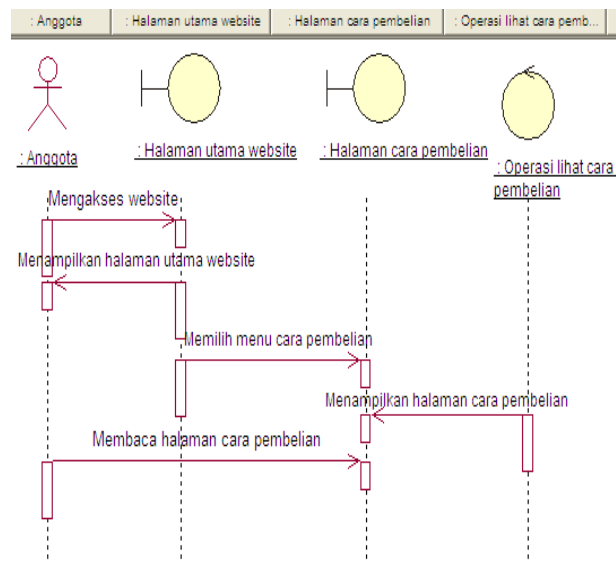 : Anggota
: Halaman utama website
: Halaman cara pembelian
: Operasi lihat cara pemb...
: Anggota
: Halaman utama website
: Halaman cara pembelian
: Operasi lihat cara
pembelian
Mengakses website
Menampilkan halaman utama website
Memilih menu cara pembelian
Menampilkan halaman cara pembelian
Membaca halaman cara pembelian